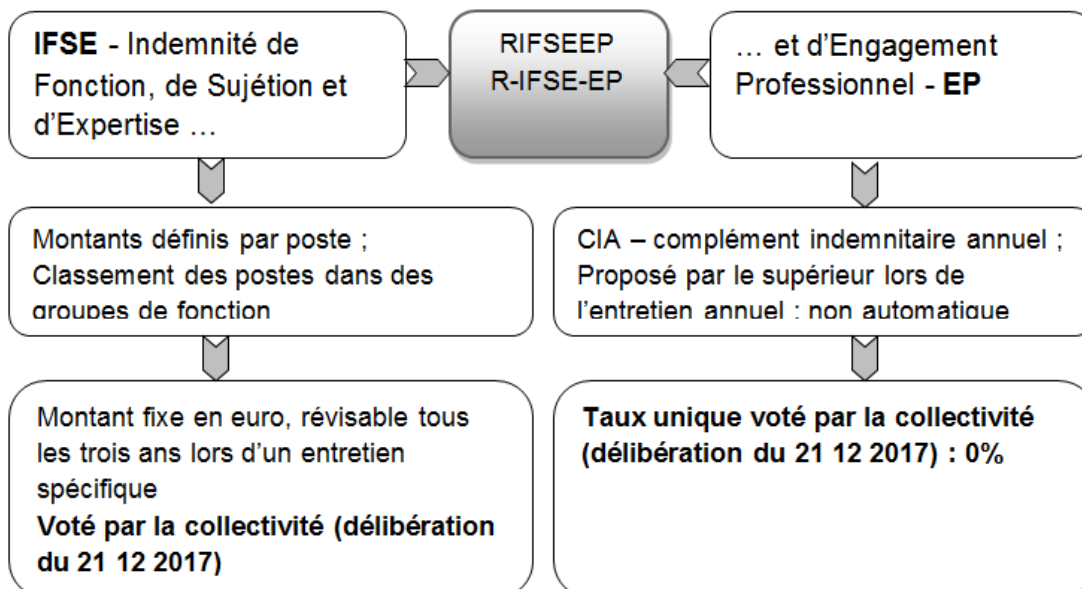 IFSE - Indemnité de
Fonction, de Sujétion et
d’Expertise …
RIFSEEP
R-IFSE-EP
… et d’Engagement
Professionnel - EP
Montants définis par poste ;
Classement des postes dans des
groupes de fonction
CIA – complément indemnitaire annuel ;
Proposé par le supérieur lors de
l’entretien annuel : non automatique
Montant fixe en euro, révisable tous
les trois ans lors d’un entretien
spécifique
Voté par la collectivité (délibération
du 21 12 2017)
Taux unique voté par la collectivité
(délibération du 21 12 2017) : 0%